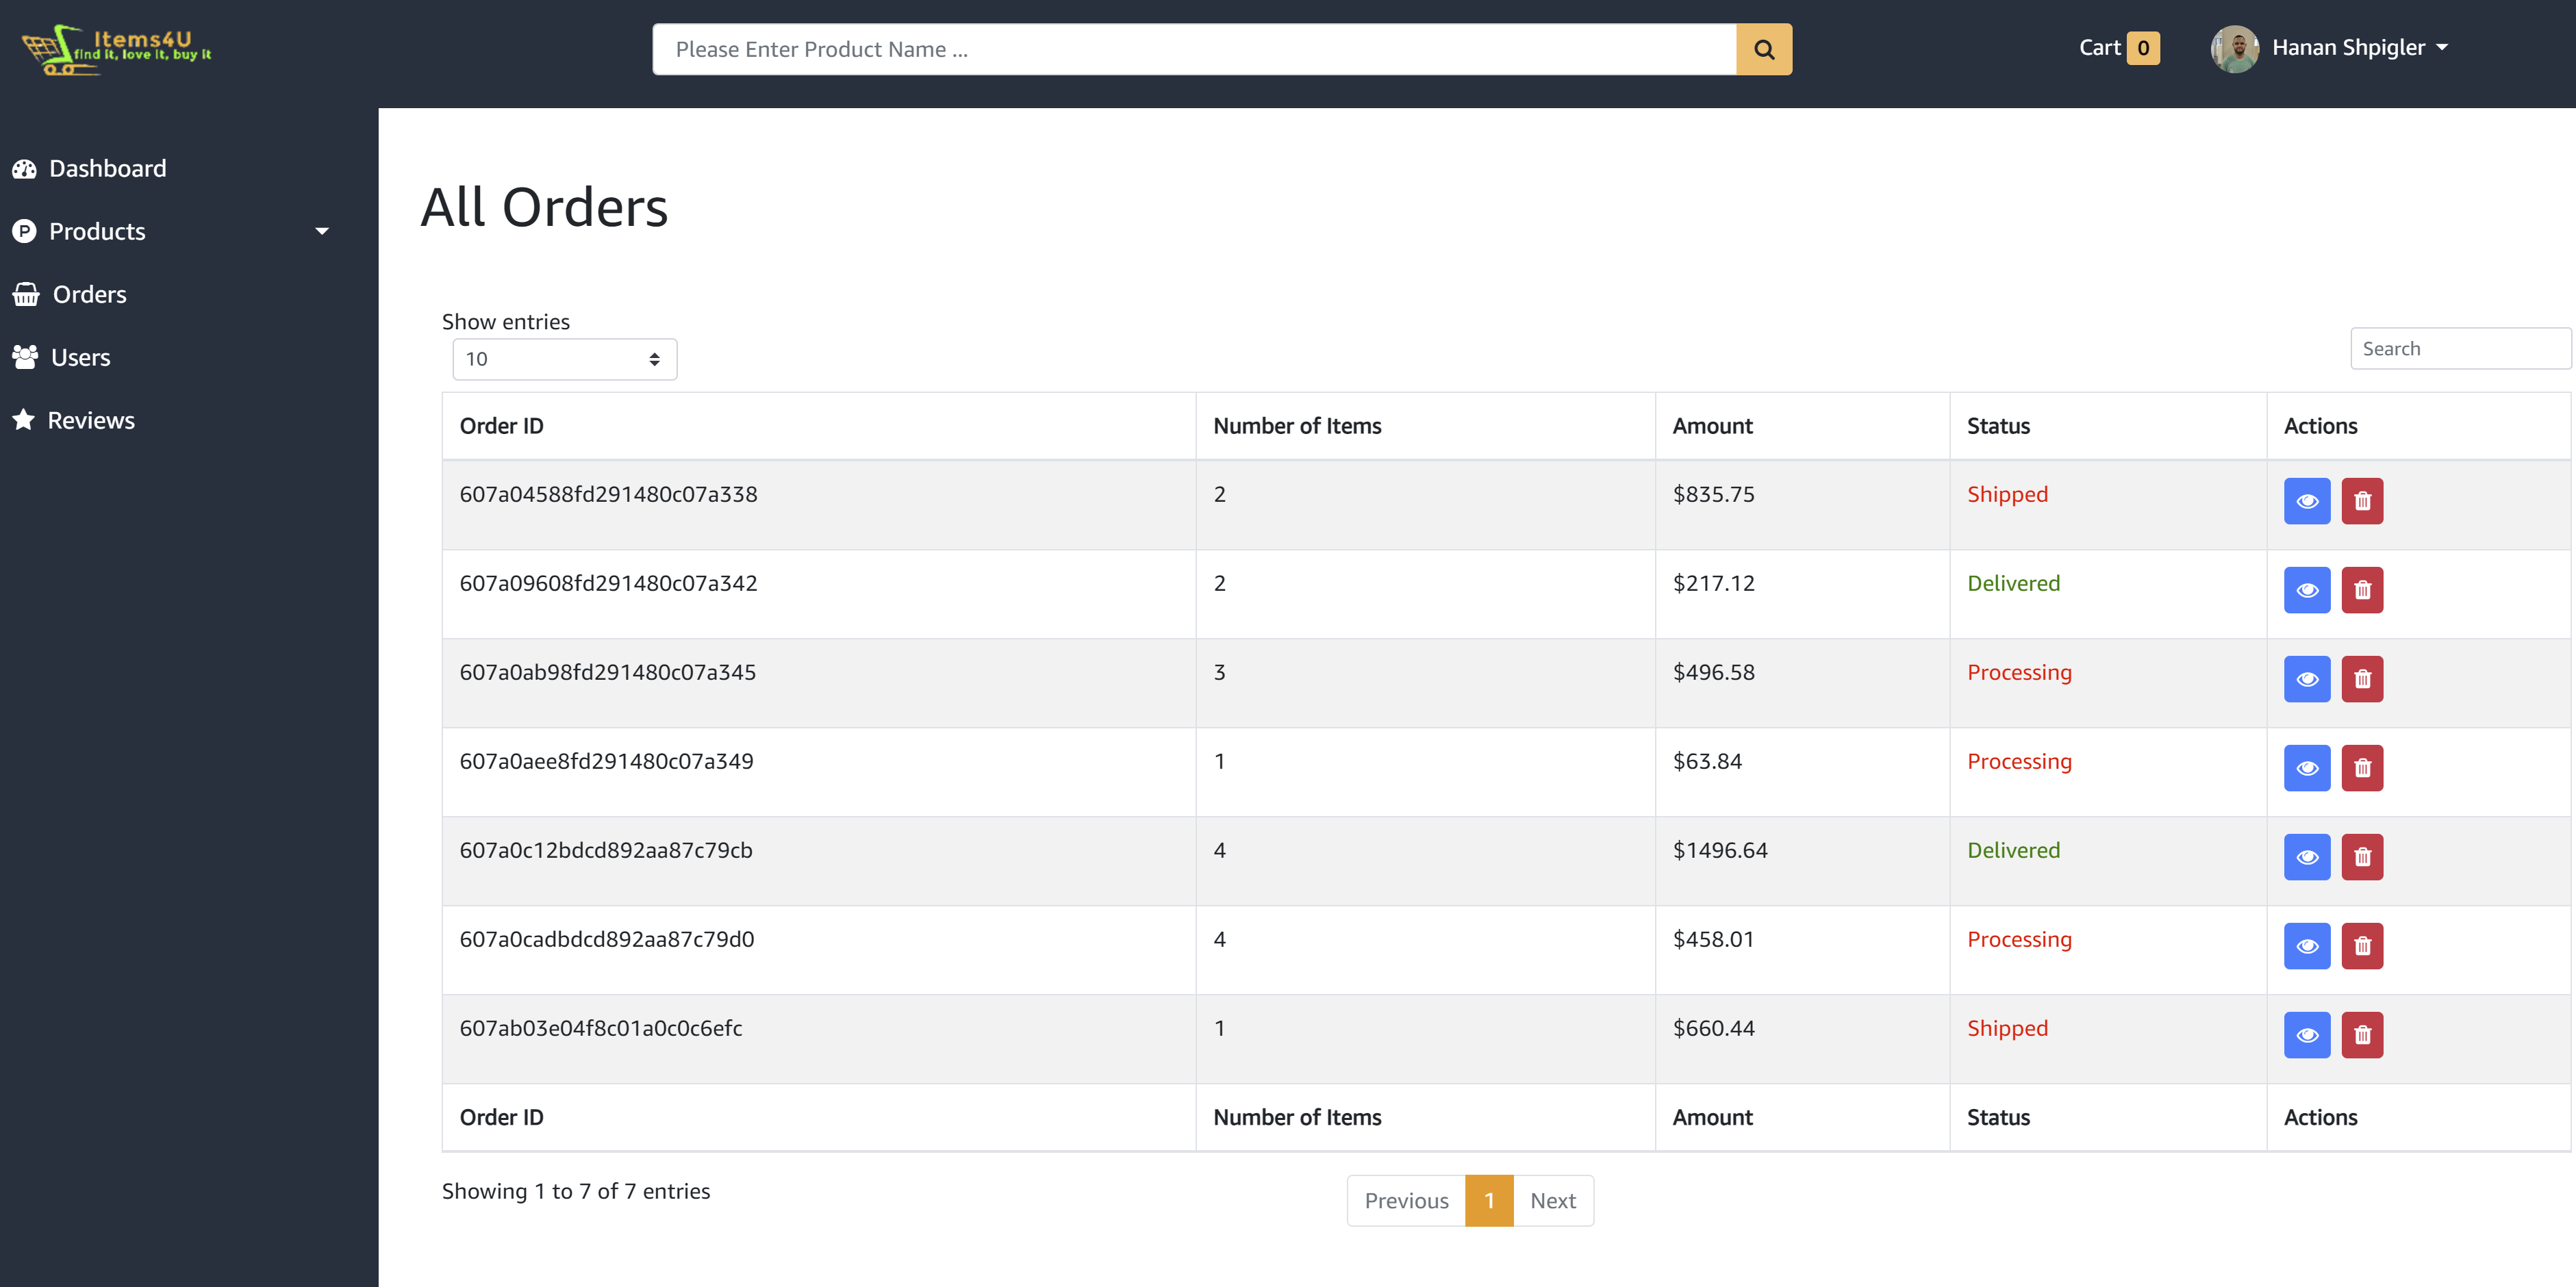 Items4U
find it, love it, buy it
Please Enter Product Name ...
Cart 0
Hanan Shpigler
Dashboard
Products
Orders
Users
Reviews
All Orders
Show entries
10
Search
Order ID Number of Items Amount Status Actions
607a04588fd291480c07a338 2 $835.75 Shipped
607a09608fd291480c07a342 2 $217.12 Delivered
607a0ab98fd291480c07a345 3 $496.58 Processing
607a0aee8fd291480c07a349 1 $63.84 Processing
607a0c12bdcd892aa87c79cb 4 $1496.64 Delivered
607a0cadbdcd892aa87c79d0 4 $458.01 Processing
607ab03e04f8c01a0c0c6efc 1 $660.44 Shipped
Order ID Number of Items Amount Status Actions
Showing 1 to 7 of 7 entries
Previous 1 Next